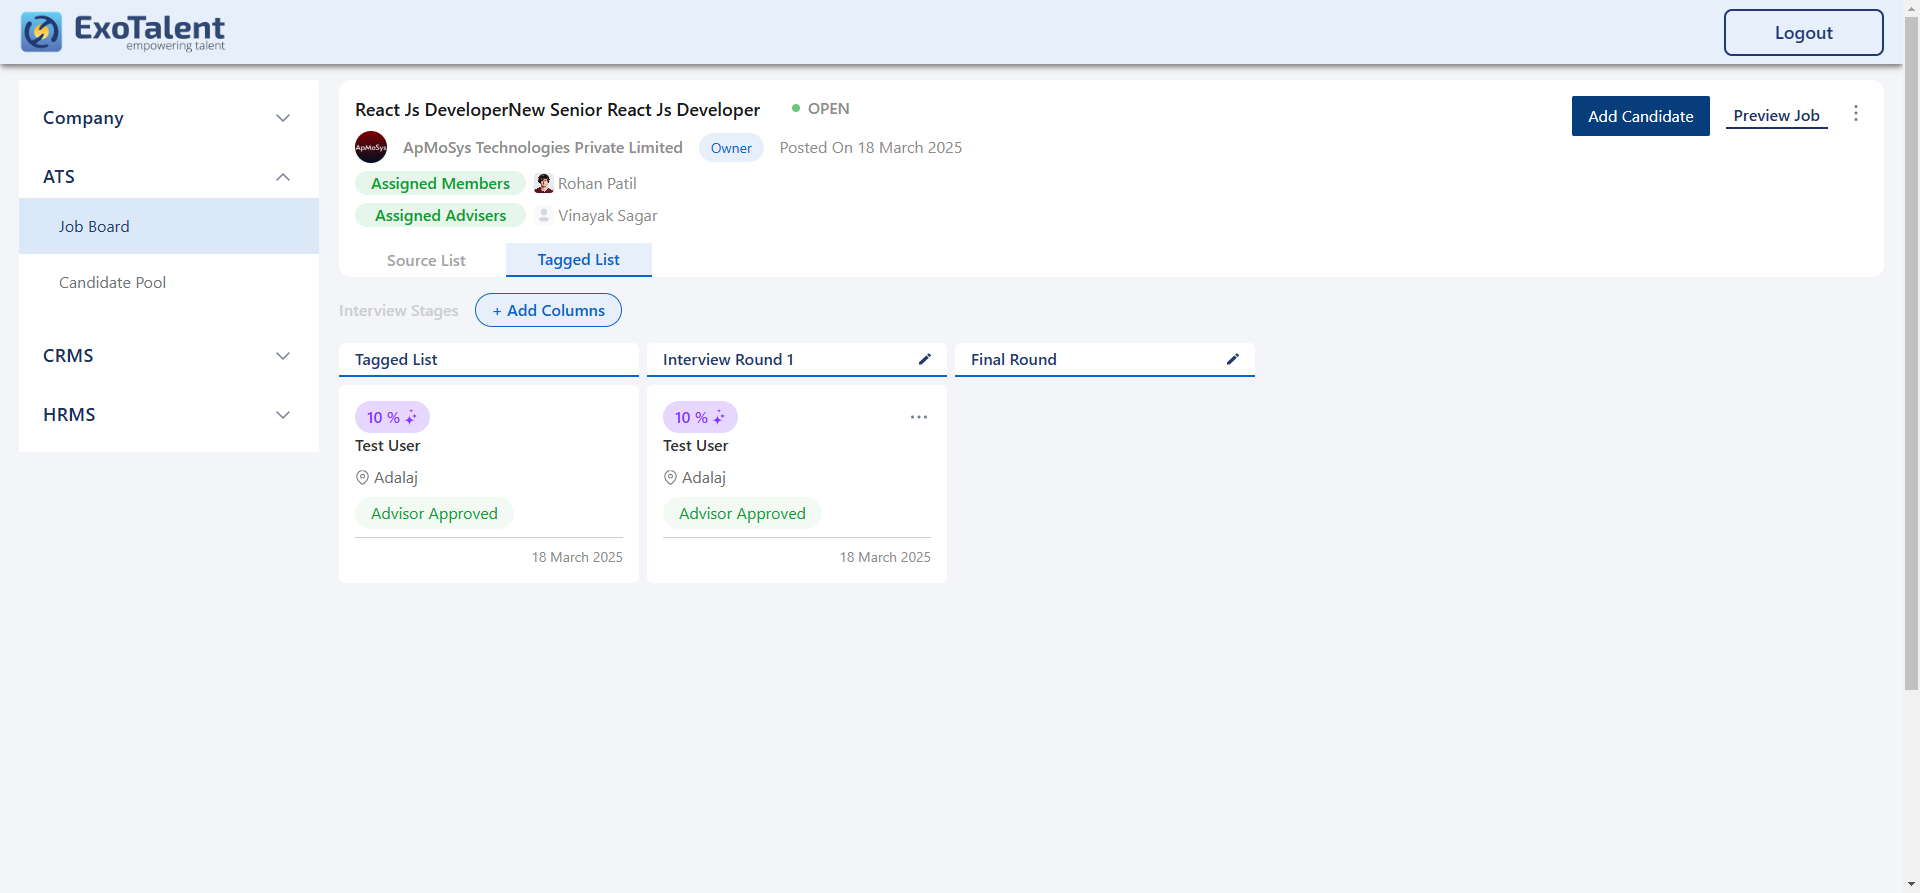 ExoTalent
empowering talent
Logout
Company
ATS
Job Board
Candidate Pool
CRMS
HRMS
React Js DeveloperNew Senior React Js Developer
OPEN
Add Candidate
Preview Job
ApMoSys
ApMoSys Technologies Private Limited
Owner
Posted On 18 March 2025
Assigned Members
Rohan Patil
Assigned Advisers
Vinayak Sagar
Source List
Tagged List
Interview Stages
+ Add Columns
Tagged List
Interview Round 1
Final Round
10 %
Test User
Adalaj
Advisor Approved
18 March 2025
10 %
Test User
Adalaj
Advisor Approved
18 March 2025